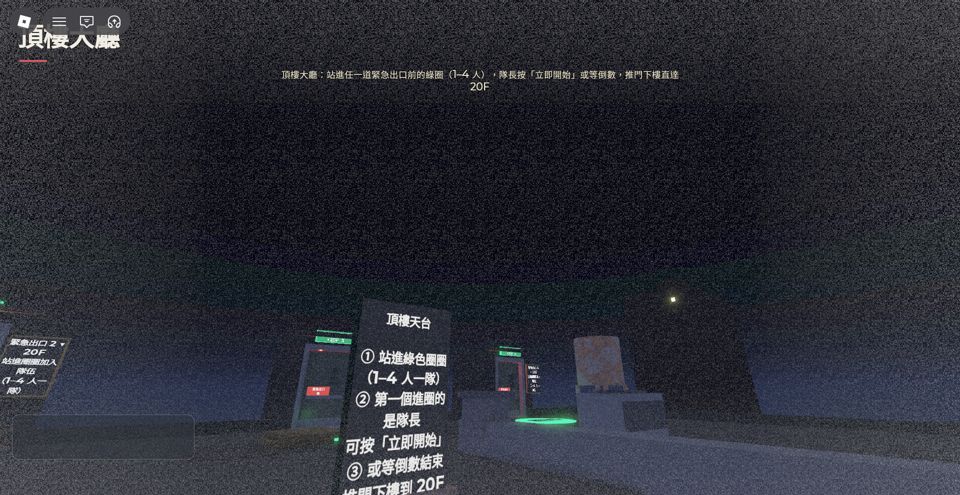 頂樓大廳
頂樓大廳：站進任一道緊急出口前的綠圈（1–4 人），隊長按「立即開始」或等倒數，推門下樓直達
20F
緊急出口 2
20F
站進圈圈加入
隊伍
（1–4 人一
隊）
頂樓天台
① 站進綠色圈圈
（1–4 人一隊）
② 第一個進圈的
是隊長
可按「立即開始」
③ 或等倒數結束
推門下樓到 20F